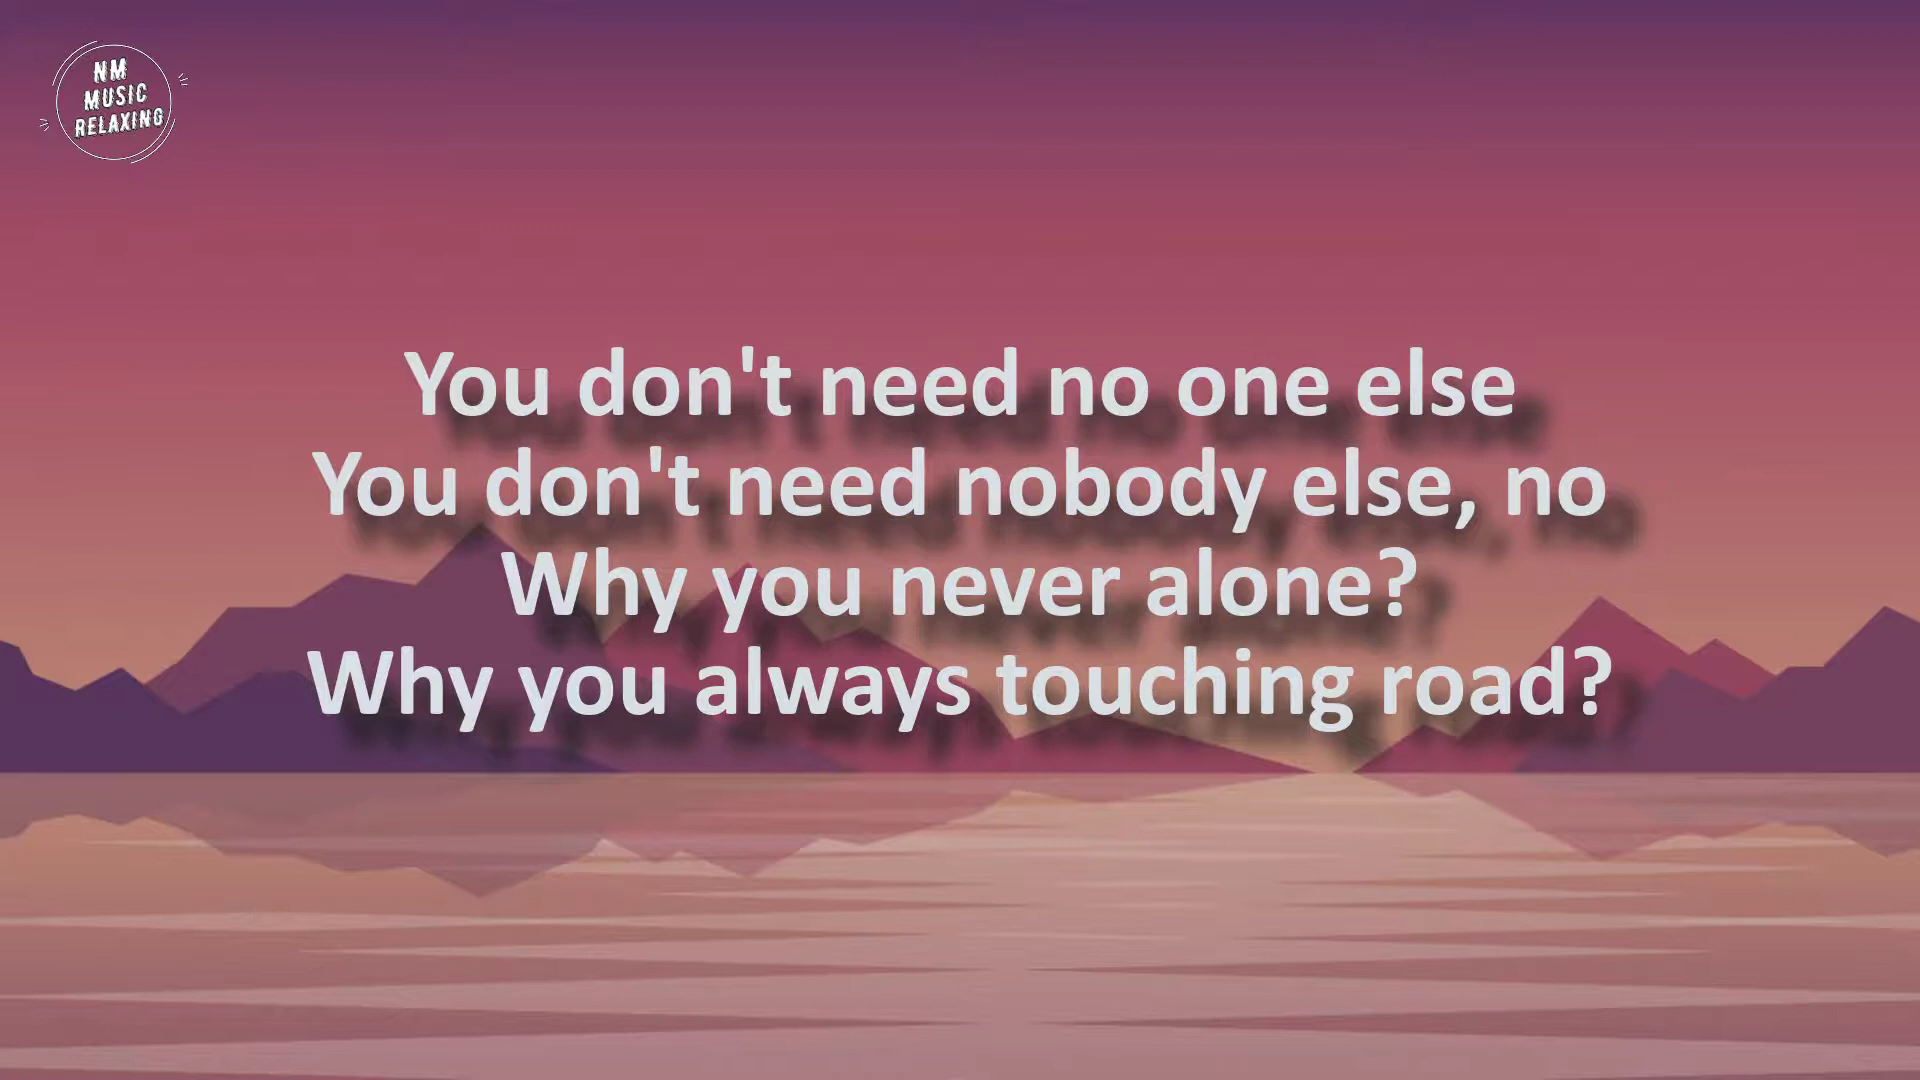 NM
MUSIC
RELAXING
You don't need no one else
You don't need nobody else, no
Why you never alone?
Why you always touching road?